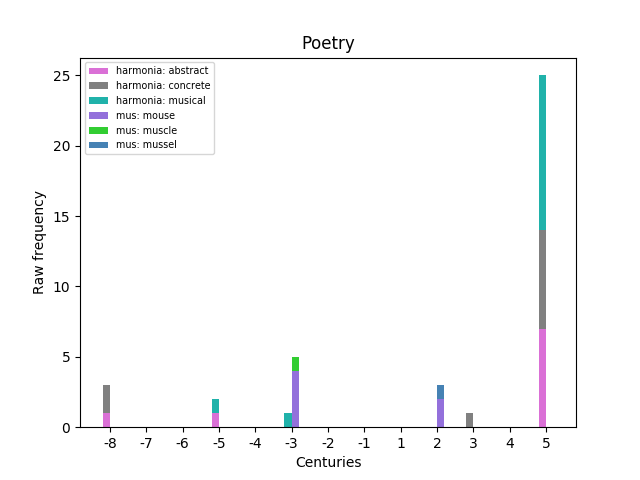 Poetry
harmonia: abstract
harmonia: concrete
harmonia: musical
mus: mouse
mus: muscle
mus: mussel
25
20
15
10
5
0
Raw frequency
-8 -7 -6 -5 -4 -3 -2 -1 1 2 3 4 5
Centuries